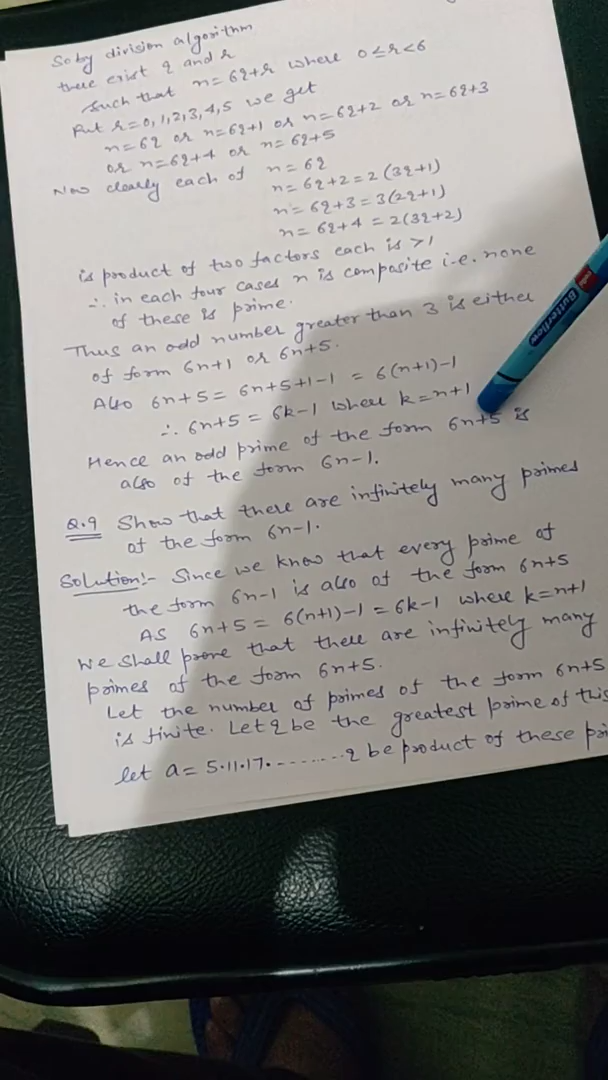 So by division algorithm
there exist q and r
such that n=6q+r where 0≤r<6
Put r=0,1,2,3,4,5 we get
n=6q or n=6q+1 or n=6q+2 or n=6q+3
or n=6q+4 or n=6q+5
Now clearly each of n=6q
n=6q+2=2(3q+1)
n=6q+3=3(2q+1)
n=6q+4=2(3q+2)
is product of two factors each is >1
∴ in each four cases n is composite i.e. none
of these is prime.
Thus an odd number greater than 3 is either
of form 6n+1 or 6n+5.
Also 6n+5=6n+5+1-1=6(n+1)-1
∴ 6n+5=6k-1 where k=n+1
Hence an odd prime of the form 6n+5 is
also of the form 6n-1.
Q.9 Show that there are infinitely many primes
of the form 6n-1.
Solution:- Since we know that every prime of
the form 6n-1 is also of the form 6n+5
As 6n+5=6(n+1)-1=6k-1 where k=n+1
We shall prove that there are infinitely many
primes of the form 6n+5.
Let the number of primes of the form 6n+5
is finite. Let q be the greatest prime of this
let a=5·11·17·--------q be product of these pri
Butterflow